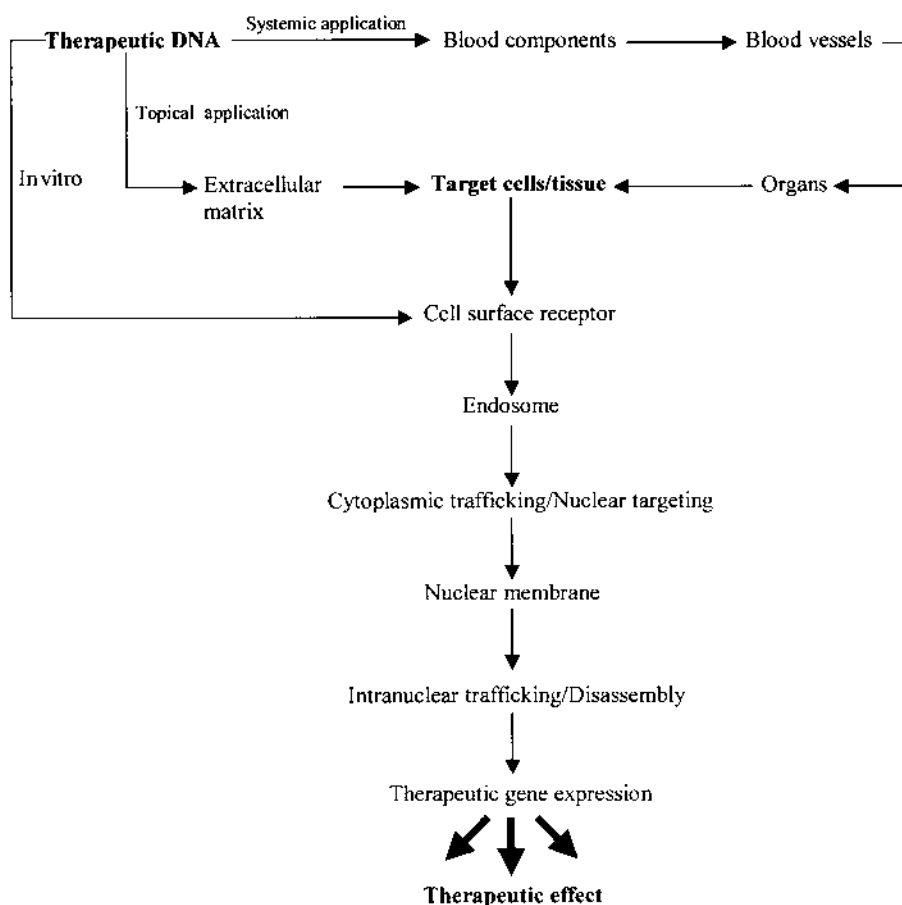 Systemic application
Therapeutic DNA
Blood components
Blood vessels
Topical application
In vitro
Extracellular
matrix
Target cells/tissue
Organs
Cell surface receptor
Endosome
Cytoplasmic trafficking/Nuclear targeting
Nuclear membrane
Intranuclear trafficking/Disassembly
Therapeutic gene expression
Therapeutic effect